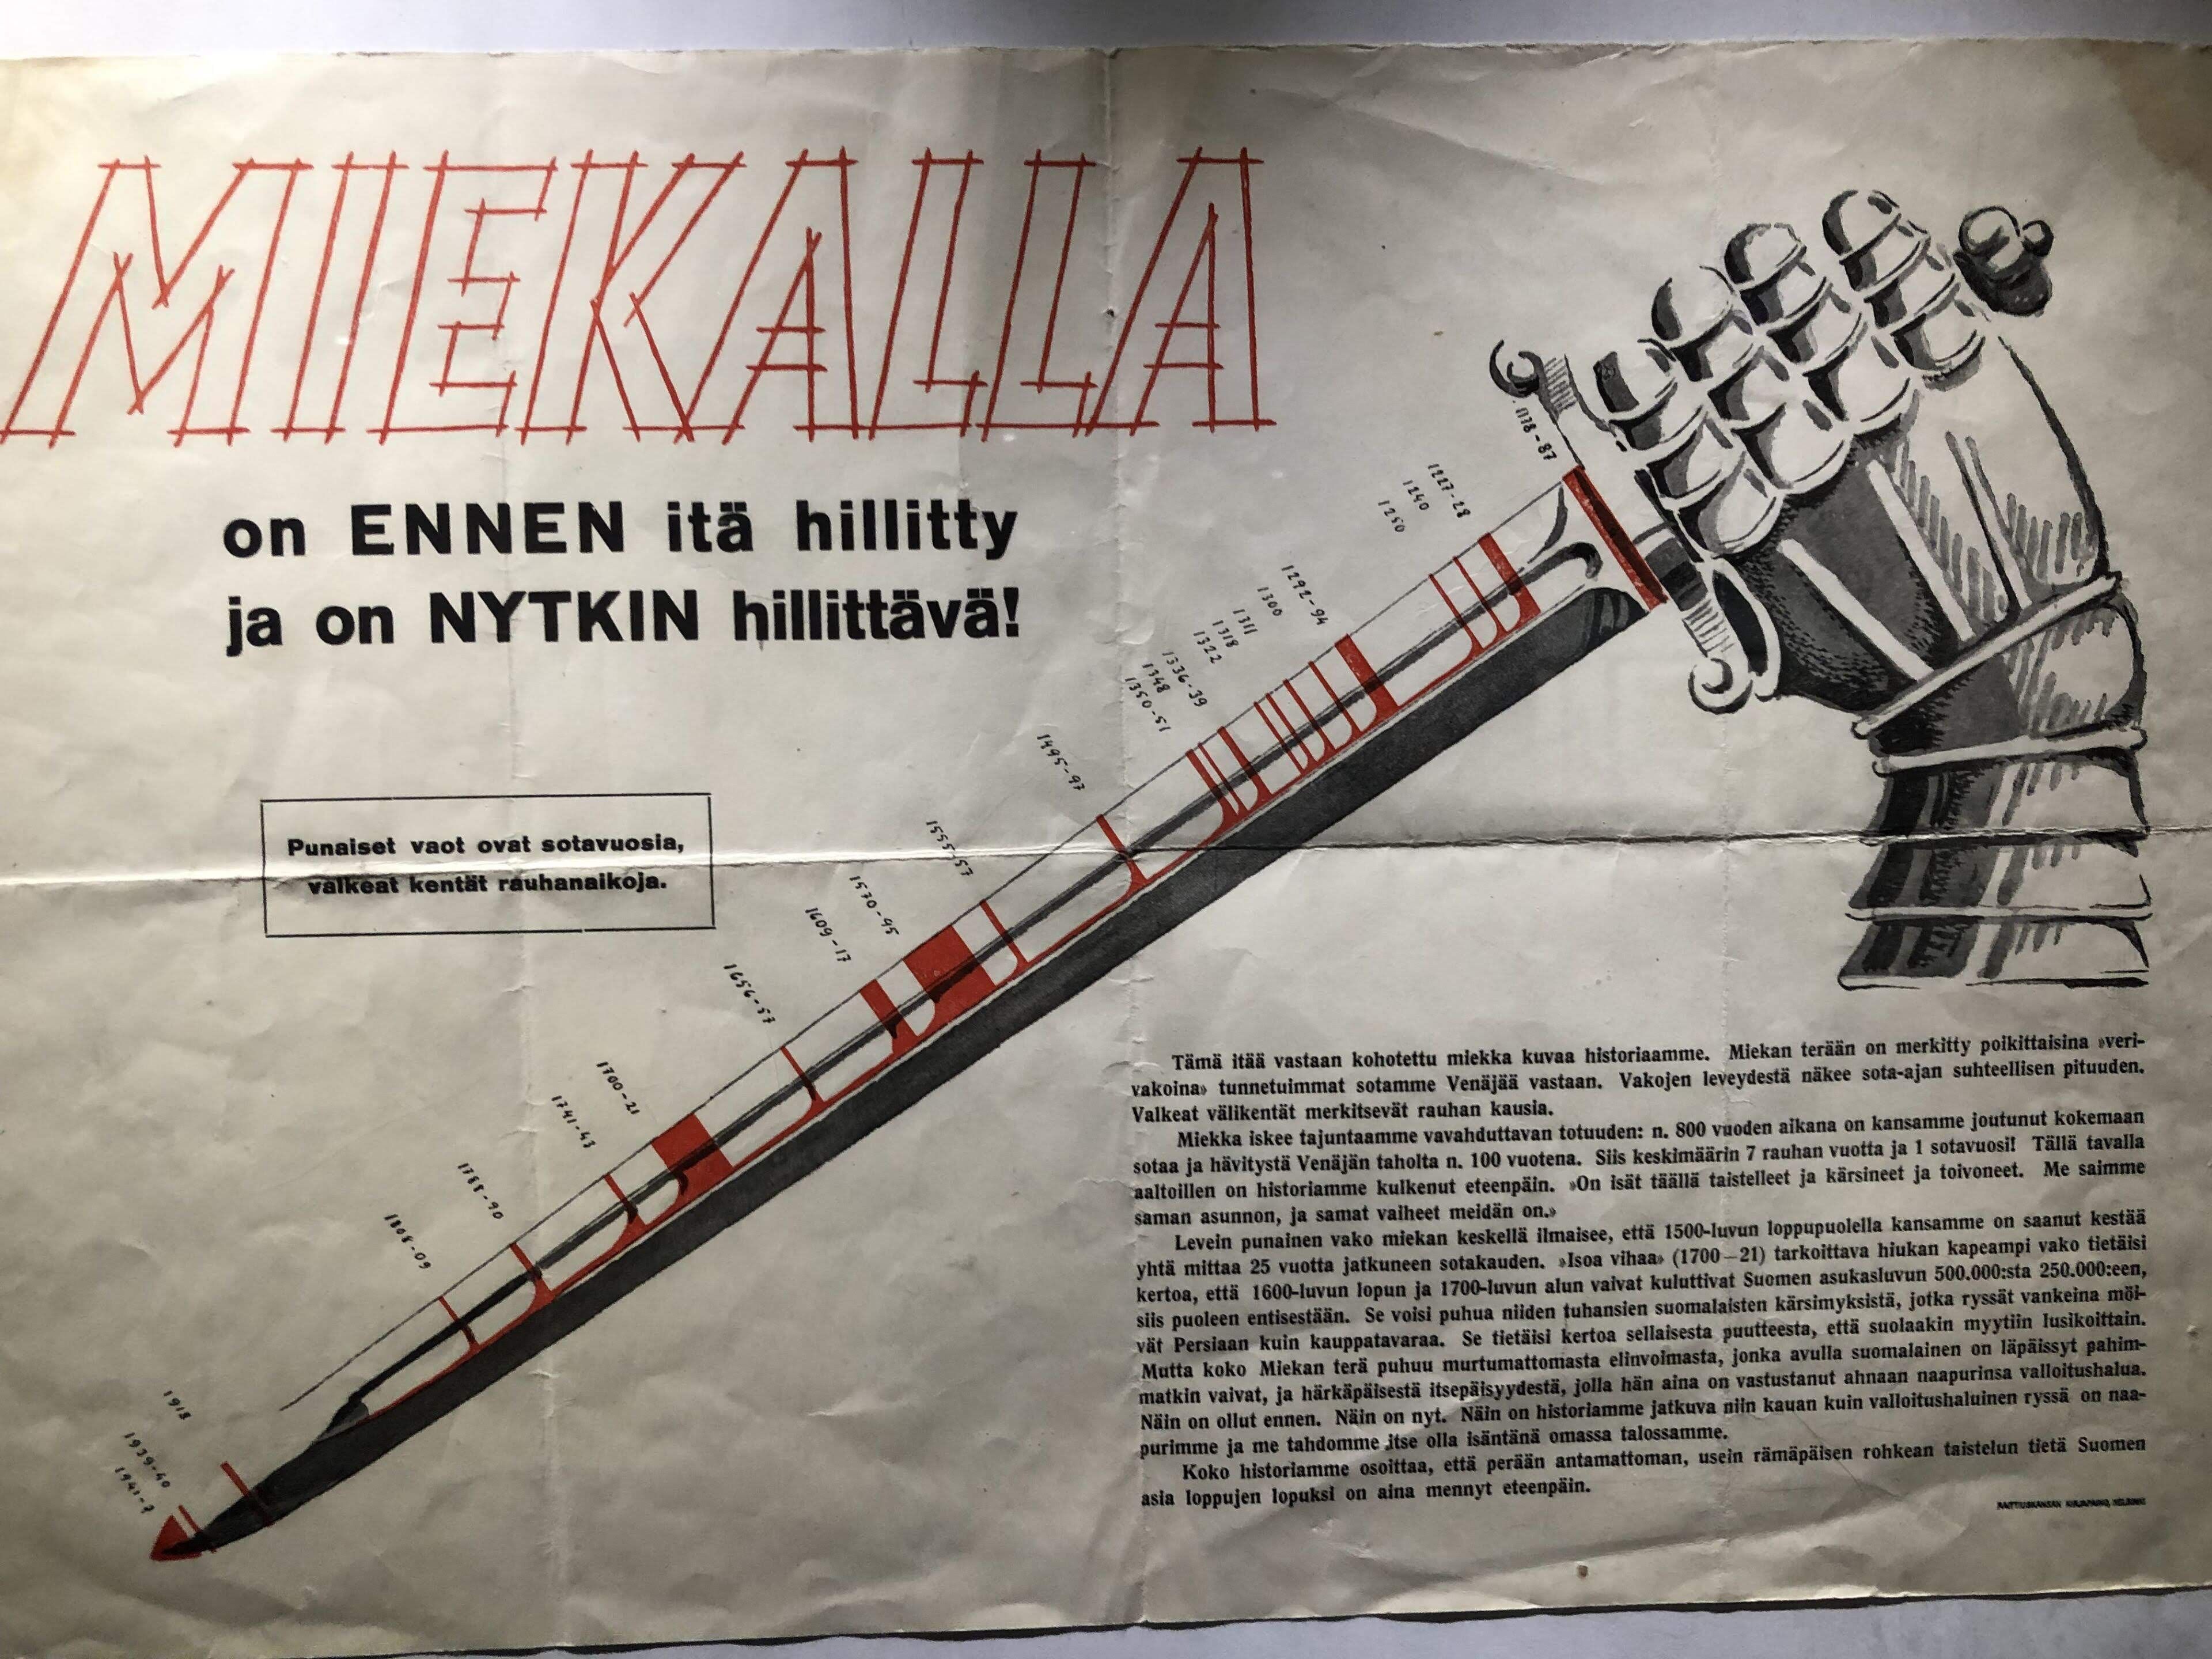 MIEKALLA
on ENNEN itä hillitty
ja on NYTKIN hillittävä!
Punaiset vaot ovat sotavuosia,
valkeat kentät rauhanaikoja.
1178-87
1227-28
1240
1250
1292-94
1300
1311
1318
1322
1336-39
1348
1350-51
1495-97
1555-57
1570-95
1609-17
1656-57
1700-21
1741-43
1788-90
1808-09
1918
1939-40
1941-?
Tämä itää vastaan kohotettu miekka kuvaa historiaamme. Miekan terään on merkitty poikittaisina »veri-
vakoina» tunnetuimmat sotamme Venäjää vastaan. Vakojen leveydestä näkee sota-ajan suhteellisen pituuden.
Valkeat välikentät merkitsevät rauhan kausia.
Miekka iskee tajuntaamme vavahduttavan totuuden: n. 800 vuoden aikana on kansamme joutunut kokemaan
sotaa ja hävitystä Venäjän taholta n. 100 vuotena. Siis keskimäärin 7 rauhan vuotta ja 1 sotavuosi! Tällä tavalla
aaltoillen on historiamme kulkenut eteenpäin. »On isät täällä taistelleet ja kärsineet ja toivoneet. Me saimme
saman asunnon, ja samat vaiheet meidän on.»
Levein punainen vako miekan keskellä ilmaisee, että 1500-luvun loppupuolella kansamme on saanut kestää
yhtä mittaa 25 vuotta jatkuneen sotakauden. »Isoa vihaa» (1700—21) tarkoittava hiukan kapeampi vako tietäisi
kertoa, että 1600-luvun lopun ja 1700-luvun alun vaivat kuluttivat Suomen asukasluvun 500.000:sta 250.000:een,
siis puoleen entisestään. Se voisi puhua niiden tuhansien suomalaisten kärsimyksistä, jotka ryssät vankeina möi-
vät Persiaan kuin kauppatavaraa. Se tietäisi kertoa sellaisesta puutteesta, että suolaakin myytiin lusikoittain.
Mutta koko Miekan terä puhuu murtumattomasta elinvoimasta, jonka avulla suomalainen on läpäissyt pahim-
matkin vaivat, ja härkäpäisestä itsepäisyydestä, jolla hän aina on vastustanut ahnaan naapurinsa valloitushalua.
Näin on ollut ennen. Näin on nyt. Näin on historiamme jatkuva niin kauan kuin valloitushaluinen ryssä on naa-
purimme ja me tahdomme itse olla isäntänä omassa talossamme.
Koko historiamme osoittaa, että perään antamattoman, usein rämäpäisen rohkean taistelun tietä Suomen
asia loppujen lopuksi on aina mennyt eteenpäin.
RAITTIUSKANSAN KIRJAPAINO, HELSINKI